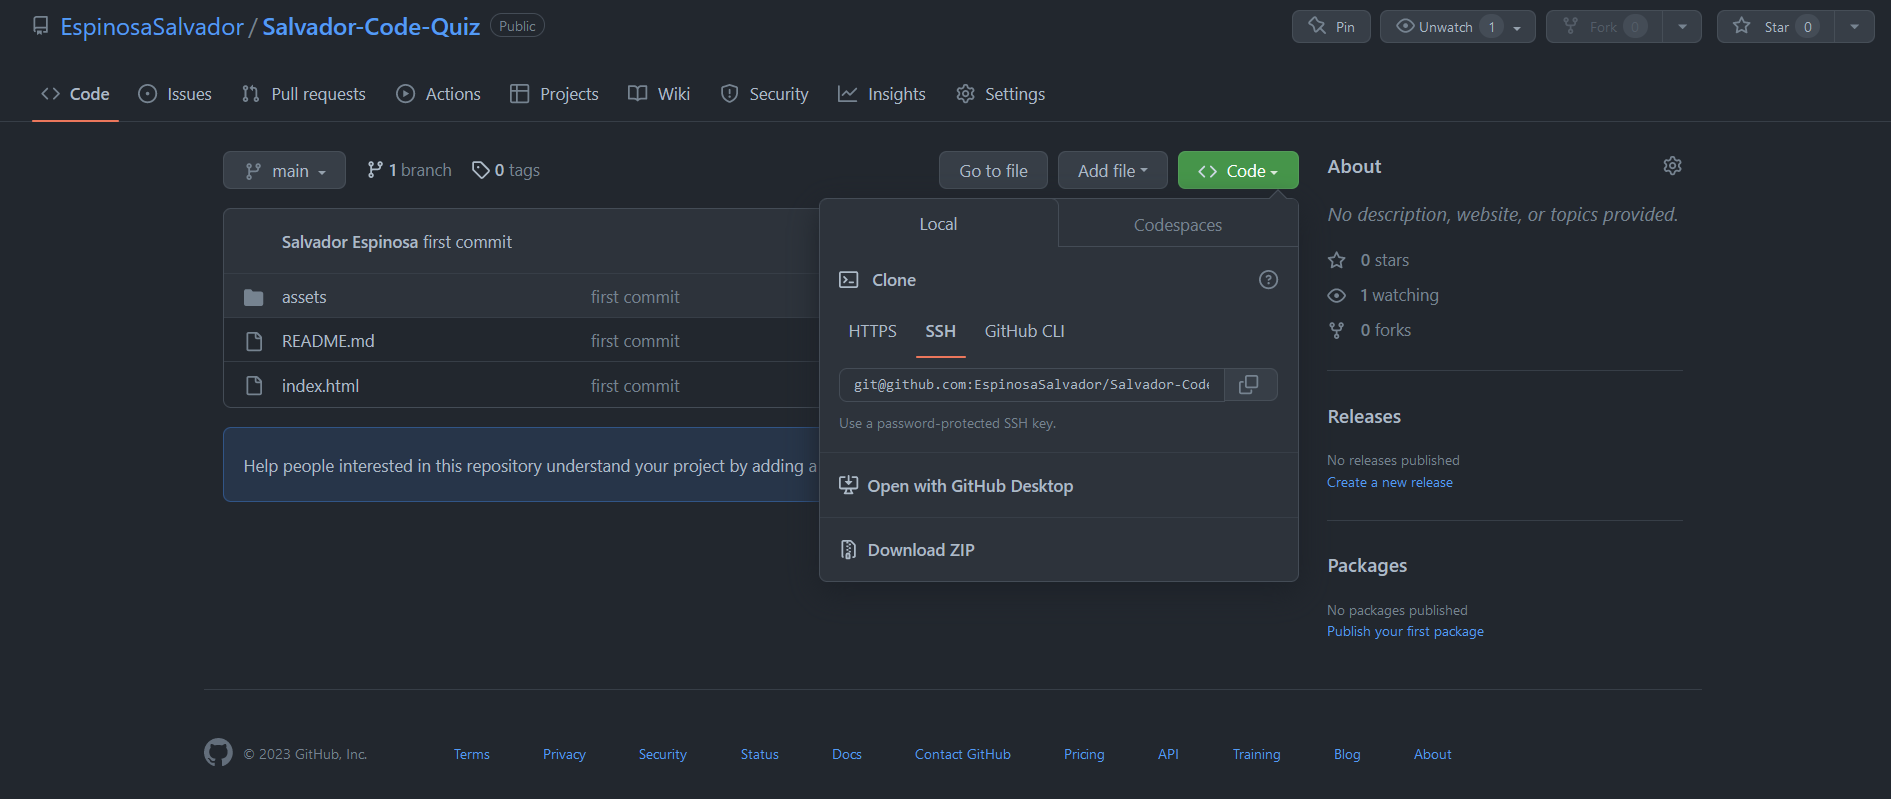 EspinosaSalvador / Salvador-Code-Quiz Public
Pin
Unwatch 1
Fork 0
Star 0
Code Issues Pull requests Actions Projects Wiki Security Insights Settings
main 1 branch 0 tags
Go to file Add file Code
Salvador Espinosa first commit
assets first commit
README.md first commit
index.html first commit
Help people interested in this repository understand your project by adding a
Local Codespaces
Clone
HTTPS SSH GitHub CLI
git@github.com:EspinosaSalvador/Salvador-Code
Use a password-protected SSH key.
Open with GitHub Desktop
Download ZIP
About
No description, website, or topics provided.
0 stars
1 watching
0 forks
Releases
No releases published
Create a new release
Packages
No packages published
Publish your first package
© 2023 GitHub, Inc. Terms Privacy Security Status Docs Contact GitHub Pricing API Training Blog About